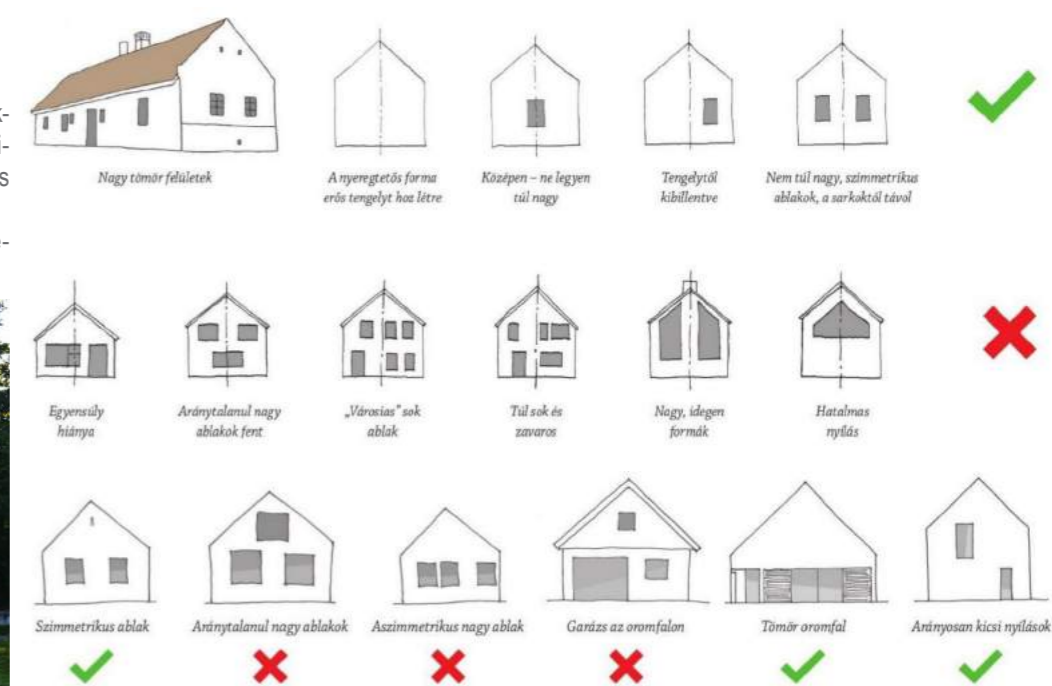 Nagy tömör felületek
A nyeregtetős forma
erős tengelyt hoz létre
Középen – ne legyen
túl nagy
Tengelytől
kibillentve
Nem túl nagy, szimmetrikus
ablakok, a sarkoktól távol
Egyensúly
hiánya
Aránytalanul nagy
ablakok fent
„Városias" sok
ablak
Túl sok és
zavaros
Nagy, idegen
formák
Hatalmas
nyílás
Szimmetrikus ablak
Aránytalanul nagy ablakok
Aszimmetrikus nagy ablak
Garázs az oromfalon
Tömör oromfal
Arányosan kicsi nyílások